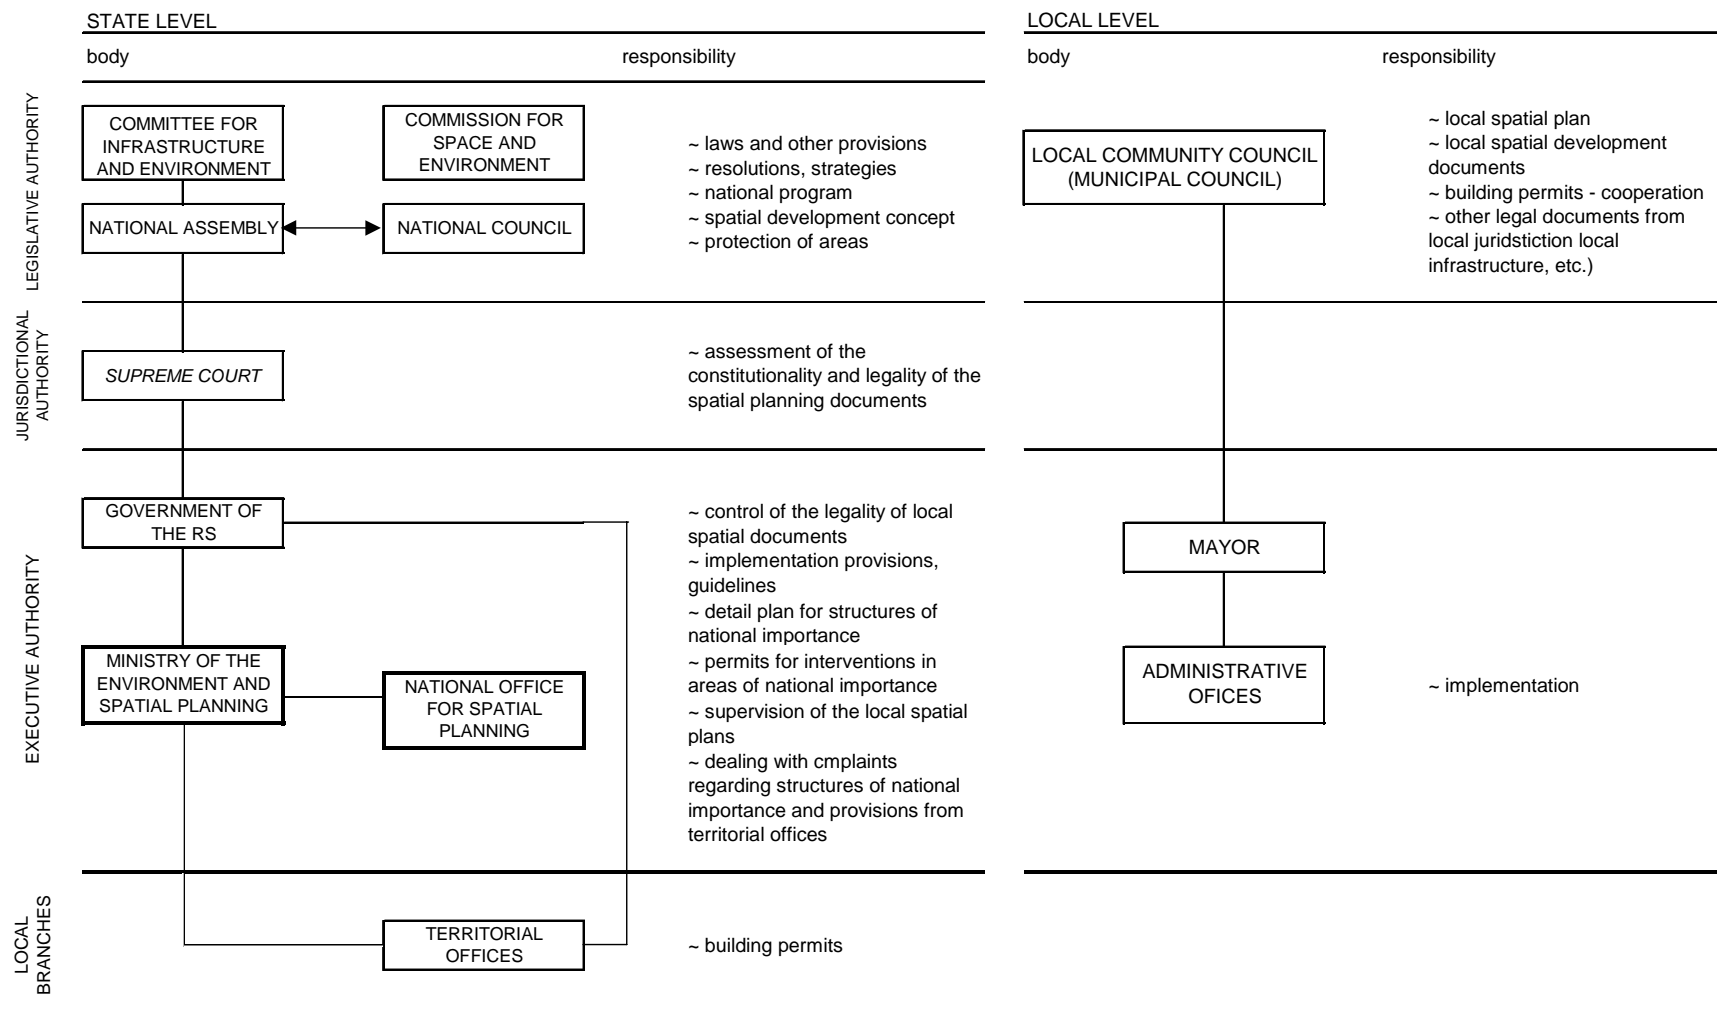 STATE LEVEL
body
responsibility
LEGISLATIVE AUTHORITY
COMMITTEE FOR
INFRASTRUCTURE
AND ENVIRONMENT
COMMISSION FOR
SPACE AND
ENVIRONMENT
NATIONAL ASSEMBLY
NATIONAL COUNCIL
~ laws and other provisions
~ resolutions, strategies
~ national program
~ spatial development concept
~ protection of areas
JURISDICTIONAL
AUTHORITY
SUPREME COURT
~ assessment of the
constitutionality and legality of the
spatial planning documents
EXECUTIVE AUTHORITY
GOVERNMENT OF
THE RS
MINISTRY OF THE
ENVIRONMENT AND
SPATIAL PLANNING
NATIONAL OFFICE
FOR SPATIAL
PLANNING
~ control of the legality of local
spatial documents
~ implementation provisions,
guidelines
~ detail plan for structures of
national importance
~ permits for interventions in
areas of national importance
~ supervision of the local spatial
plans
~ dealing with cmplaints
regarding structures of national
importance and provisions from
territorial offices
LOCAL
BRANCHES
TERRITORIAL
OFFICES
~ building permits
LOCAL LEVEL
body
responsibility
LOCAL COMMUNITY COUNCIL
(MUNICIPAL COUNCIL)
~ local spatial plan
~ local spatial development
documents
~ building permits - cooperation
~ other legal documents from
local juridstiction local
infrastructure, etc.)
MAYOR
ADMINISTRATIVE
OFICES
~ implementation